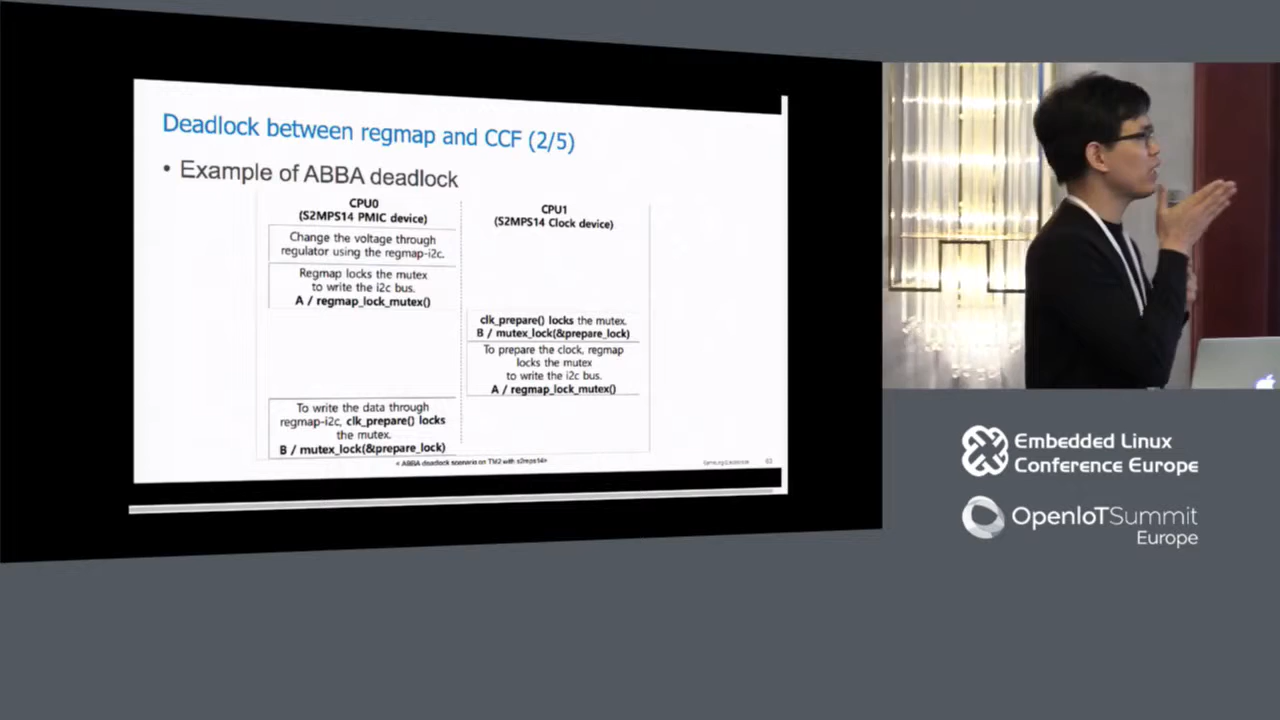 Deadlock between regmap and CCF (2/5)
• Example of ABBA deadlock
CPU0
(S2MPS14 PMIC device)
Change the voltage through
regulator using the regmap-i2c.
Regmap locks the mutex
to write the i2c bus.
A / regmap_lock_mutex()
CPU1
(S2MPS14 Clock device)
clk_prepare() locks the mutex.
B / mutex_lock(&prepare_lock)
To prepare the clock, regmap
locks the mutex
to write the i2c bus.
A / regmap_lock_mutex()
To write the data through
regmap-i2c, clk_prepare() locks
the mutex.
B / mutex_lock(&prepare_lock)
< ABBA deadlock scenario on TM2 with s2mps14>
Embedded Linux
Conference Europe
OpenIoTSummit
Europe